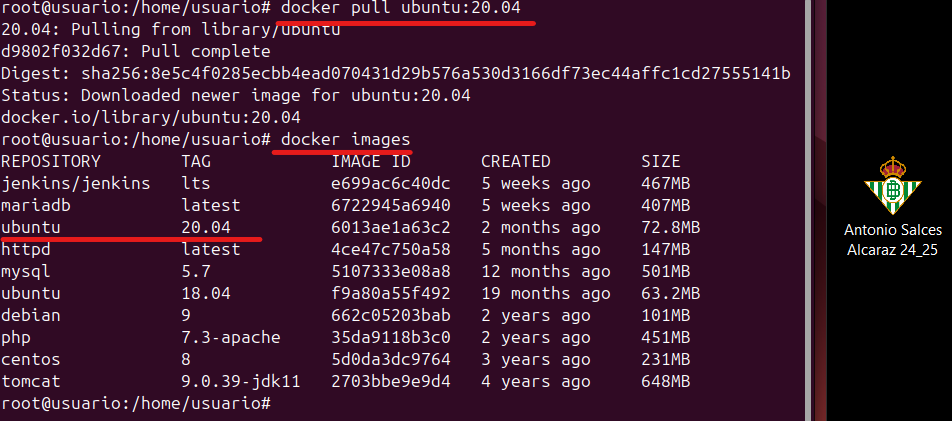 root@usuario:/home/usuario# docker pull ubuntu:20.04
20.04: Pulling from library/ubuntu
d9802f032d67: Pull complete
Digest: sha256:8e5c4f0285ecbb4ead070431d29b576a530d3166df73ec44affc1cd27555141b
Status: Downloaded newer image for ubuntu:20.04
docker.io/library/ubuntu:20.04
root@usuario:/home/usuario# docker images
REPOSITORY TAG IMAGE ID CREATED SIZE
jenkins/jenkins lts e699ac6c40dc 5 weeks ago 467MB
mariadb latest 6722945a6940 5 weeks ago 407MB
ubuntu 20.04 6013ae1a63c2 2 months ago 72.8MB
httpd latest 4ce47c750a58 5 months ago 147MB
mysql 5.7 5107333e08a8 12 months ago 501MB
ubuntu 18.04 f9a80a55f492 19 months ago 63.2MB
debian 9 662c05203bab 2 years ago 101MB
php 7.3-apache 35da9118b3c0 2 years ago 451MB
centos 8 5d0da3dc9764 3 years ago 231MB
tomcat 9.0.39-jdk11 2703bbe9e9d4 4 years ago 648MB
root@usuario:/home/usuario#
Antonio Salces
Alcaraz 24_25